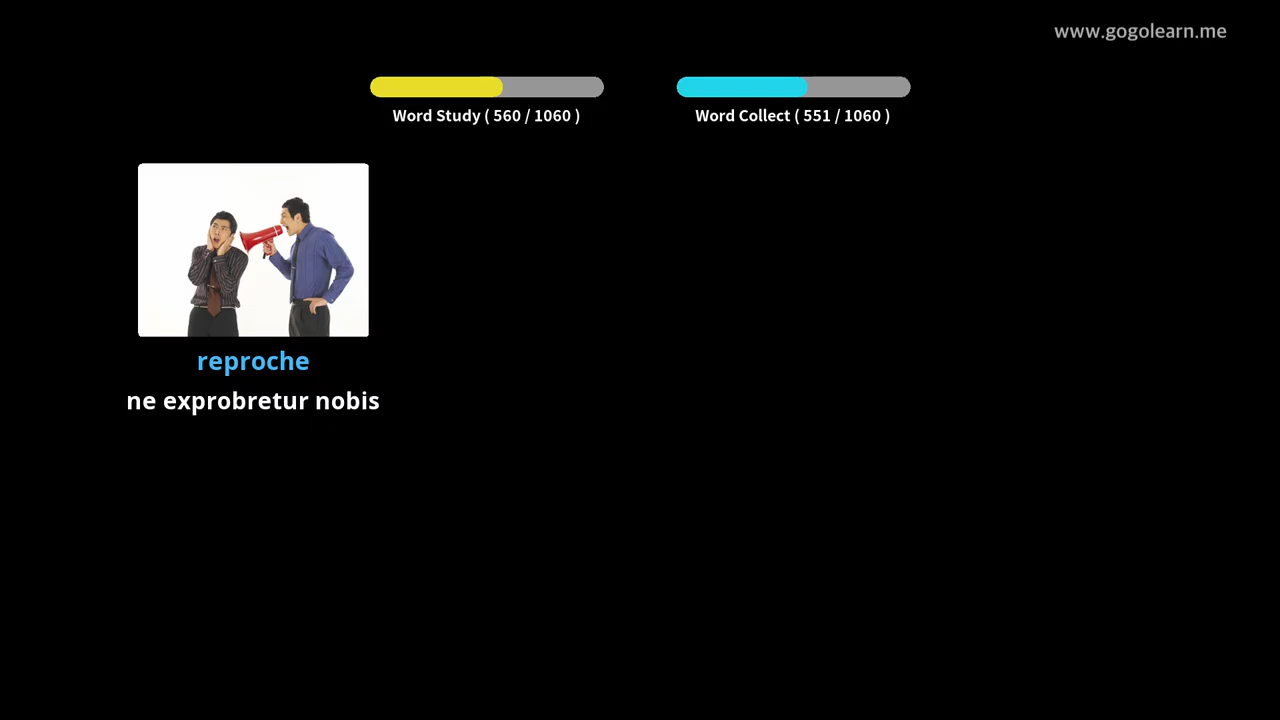 www.gogolearn.me
Word Study ( 560 / 1060 )
Word Collect ( 551 / 1060 )
reproche
ne exprobretur nobis